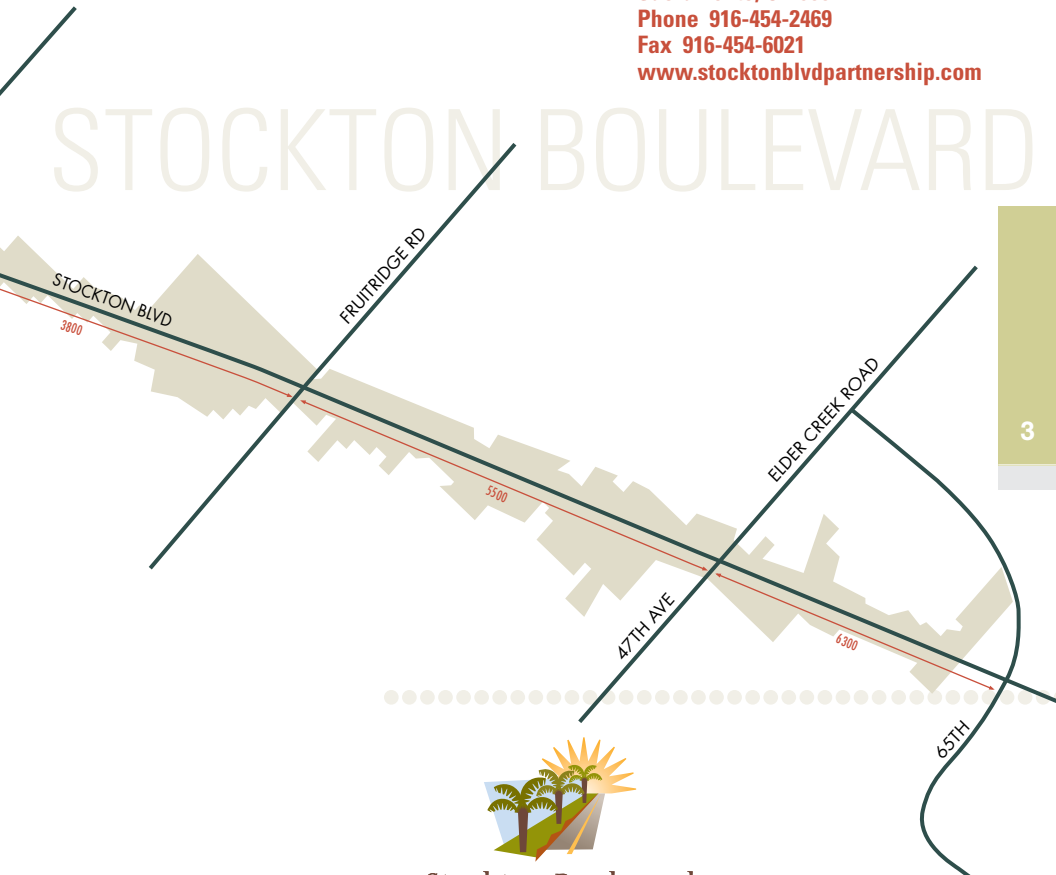 Phone 916-454-2469
Fax 916-454-6021
www.stocktonblvdpartnership.com
STOCKTON BOULEVARD
FRUITRIDGE RD
STOCKTON BLVD
3800
ELDER CREEK ROAD
3
5500
47TH AVE
6300
65TH